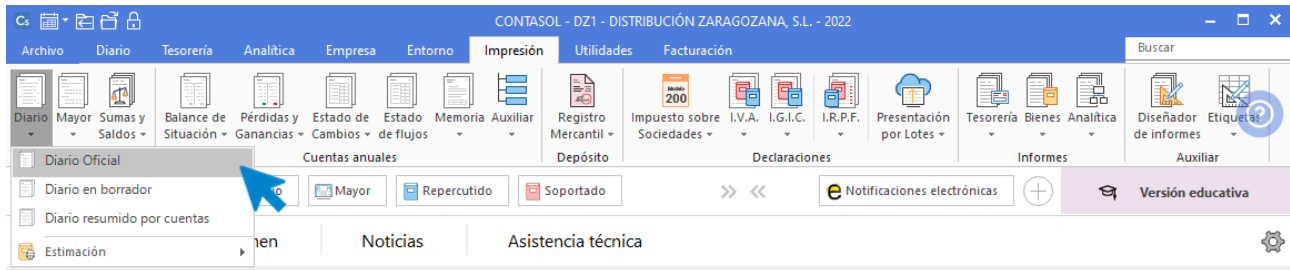 Cs CONTASOL - DZ1 - DISTRIBUCIÓN ZARAGOZANA, S.L. - 2022
Archivo Diario Tesorería Analítica Empresa Entorno Impresión Utilidades Facturación Buscar
Modelo
200
Diario Mayor Sumas y Balance de Pérdidas y Estado de Estado Memoria Auxiliar Registro Impuesto sobre I.V.A. I.G.I.C. I.R.P.F. Presentación Tesorería Bienes Analítica Diseñador Etiquetas ?
Saldos Situación Ganancias Cambios de flujos Mercantil Sociedades por Lotes de informes
Diario Oficial Cuentas anuales Depósito Declaraciones Informes Auxiliar
Diario en borrador Mayor Repercutido Soportado e Notificaciones electrónicas Versión educativa
Diario resumido por cuentas
Estimación Noticias Asistencia técnica